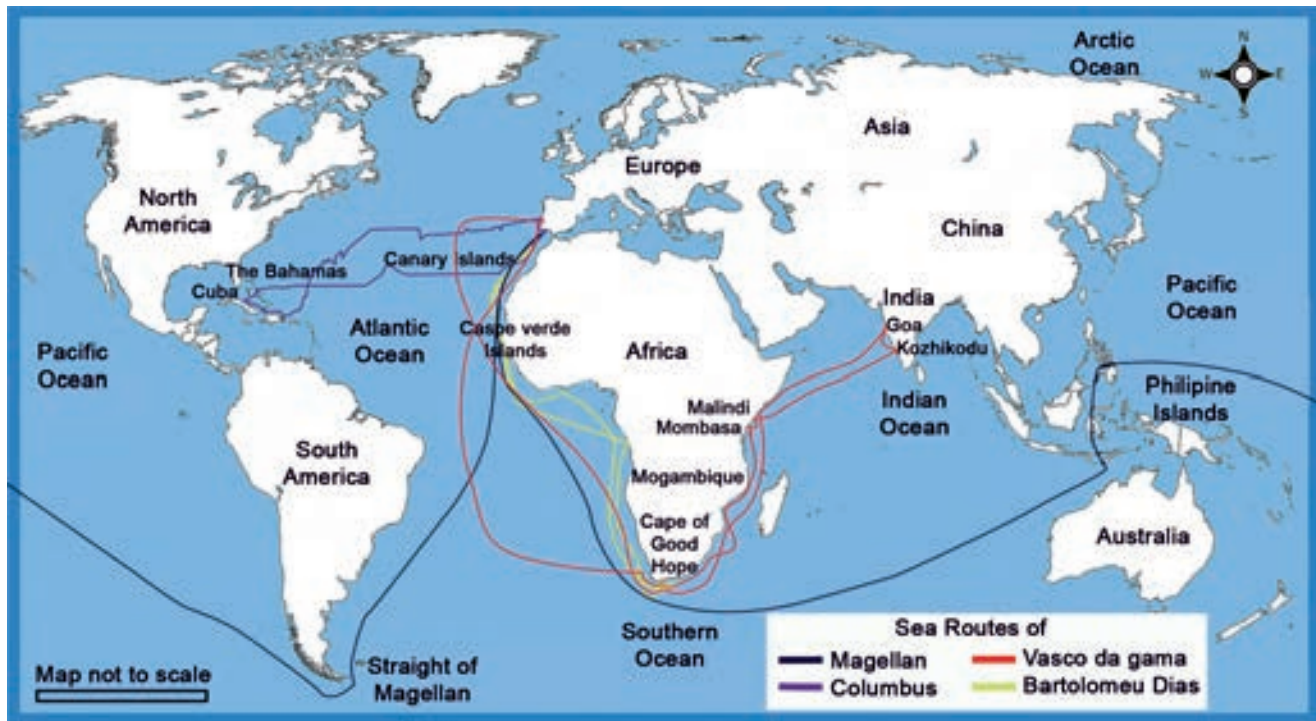 Arctic
Ocean
N
W
E
S
Asia
Europe
North
America
China
Canary Islands
The Bahamas
Cuba
India
Goa
Pacific
Ocean
Atlantic
Ocean
Caspe verde
Islands
Africa
Kozhikodu
Pacific
Ocean
Indian
Ocean
Philipine
Islands
Malindi
Mombasa
South
America
Mogambique
Cape of
Good
Hope
Australia
Southern
Ocean
Straight of
Magellan
Map not to scale
Sea Routes of
Magellan
Vasco da gama
Columbus
Bartolomeu Dias